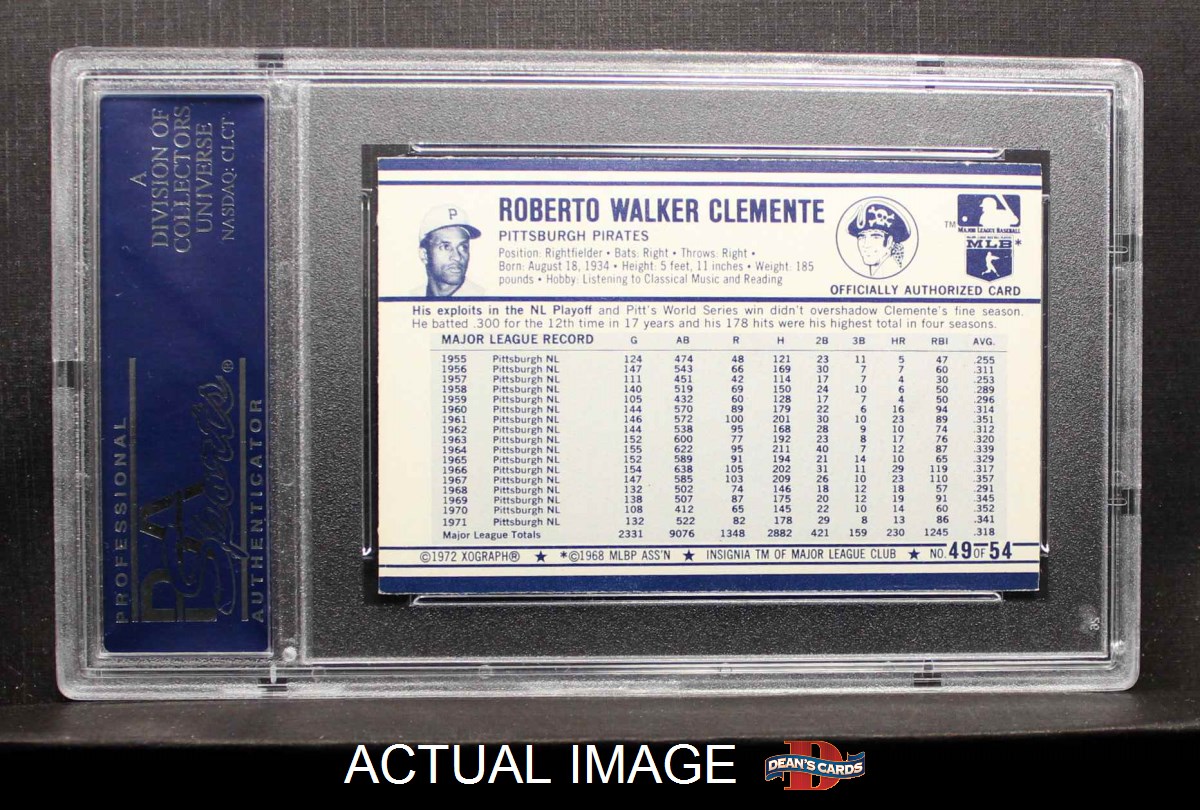 A
DIVISION OF
COLLECTORS
UNIVERSE
NASDAQ: CLCT
PROFESSIONAL
PSA
Sports®
AUTHENTICATOR
P
ROBERTO WALKER CLEMENTE
PITTSBURGH PIRATES
Position: Rightfielder • Bats: Right • Throws: Right •
Born: August 18, 1934 • Height: 5 feet, 11 inches • Weight: 185
pounds • Hobby: Listening to Classical Music and Reading
TM
MAJOR LEAGUE BASEBALL
MLB*
OFFICIALLY AUTHORIZED CARD
His exploits in the NL Playoff and Pitt's World Series win didn't overshadow Clemente's fine season.
He batted .300 for the 12th time in 17 years and his 178 hits were his highest total in four seasons.
MAJOR LEAGUE RECORD G AB R H 2B 3B HR RBI AVG.
1955 Pittsburgh NL 124 474 48 121 23 11 5 47 .255
1956 Pittsburgh NL 147 543 66 169 30 7 7 60 .311
1957 Pittsburgh NL 111 451 42 114 17 7 4 30 .253
1958 Pittsburgh NL 140 519 69 150 24 10 6 50 .289
1959 Pittsburgh NL 105 432 60 128 17 7 4 50 .296
1960 Pittsburgh NL 144 570 89 179 22 6 16 94 .314
1961 Pittsburgh NL 146 572 100 201 30 10 23 89 .351
1962 Pittsburgh NL 144 538 95 168 28 9 10 74 .312
1963 Pittsburgh NL 152 600 77 192 23 8 17 76 .320
1964 Pittsburgh NL 155 622 95 211 40 7 12 87 .339
1965 Pittsburgh NL 152 589 91 194 21 14 10 65 .329
1966 Pittsburgh NL 154 638 105 202 31 11 29 119 .317
1967 Pittsburgh NL 147 585 103 209 26 10 23 110 .357
1968 Pittsburgh NL 132 502 74 146 18 12 18 57 .291
1969 Pittsburgh NL 138 507 87 175 20 12 19 91 .345
1970 Pittsburgh NL 108 412 65 145 22 10 14 60 .352
1971 Pittsburgh NL 132 522 82 178 29 8 13 86 .341
Major League Totals 2331 9076 1348 2882 421 159 230 1245 .318
©1972 XOGRAPH® ★ *©1968 MLBP ASS'N ★ INSIGNIA TM OF MAJOR LEAGUE CLUB ★ NO. 49 OF 54
ACTUAL IMAGE
D
DEAN'S CARDS